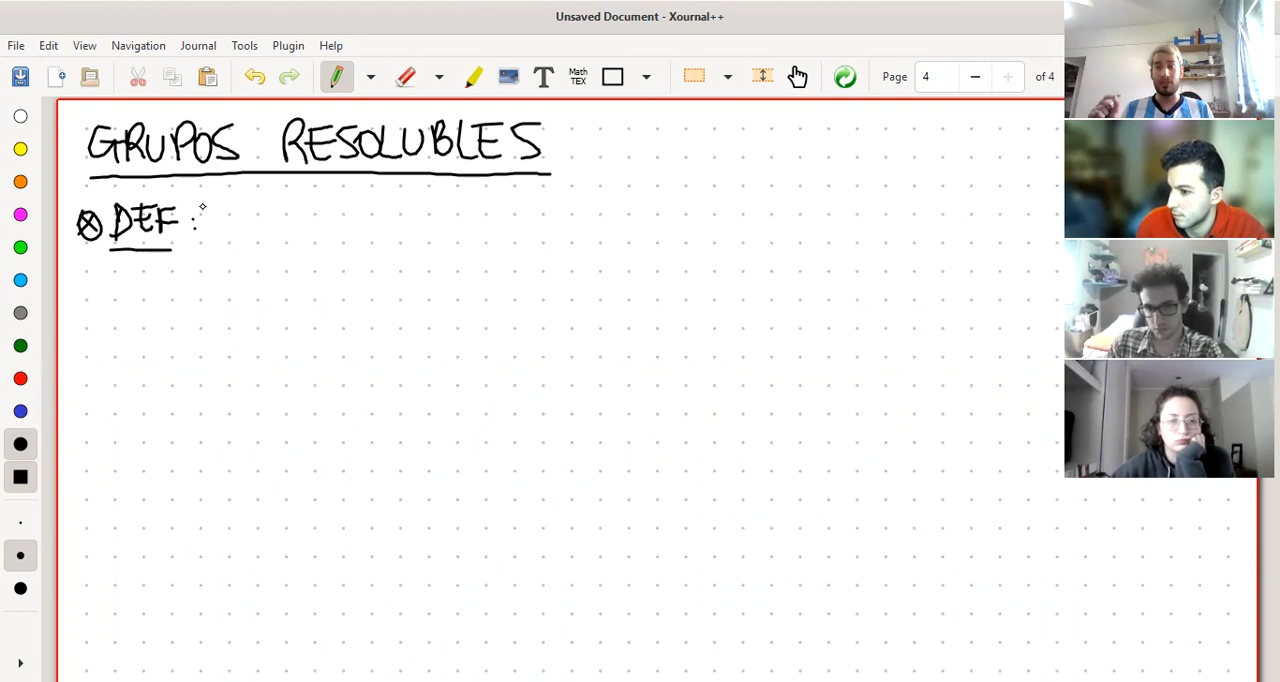 Unsaved Document - Xournal++
File Edit View Navigation Journal Tools Plugin Help
T Math TEX Page 4 of 4
GRUPOS RESOLUBLES
⊗ DEF :